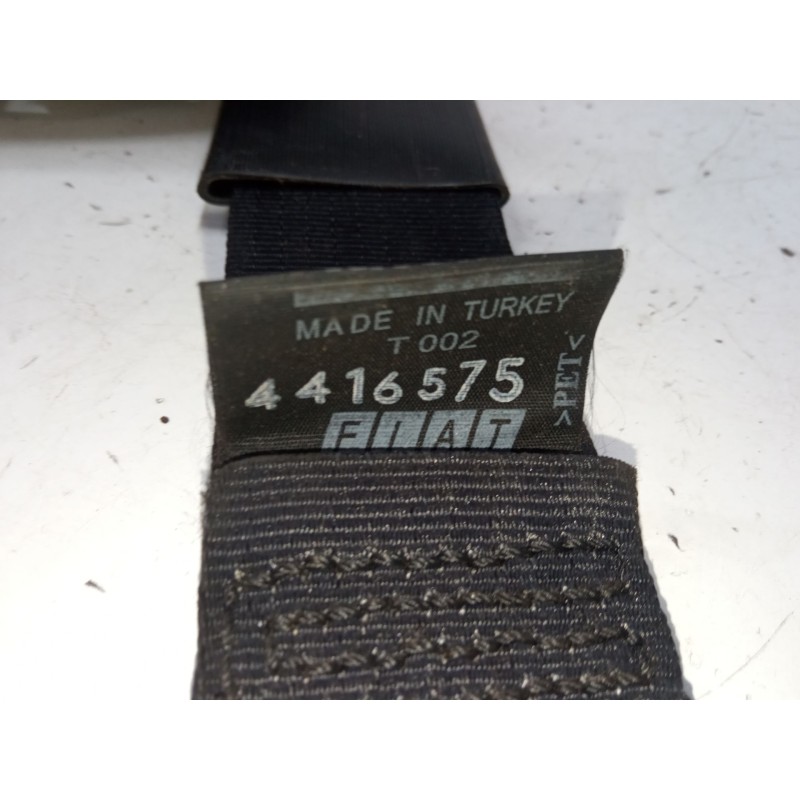 MADE IN TURKEY
T 002
4416575
FIAT
>PET<